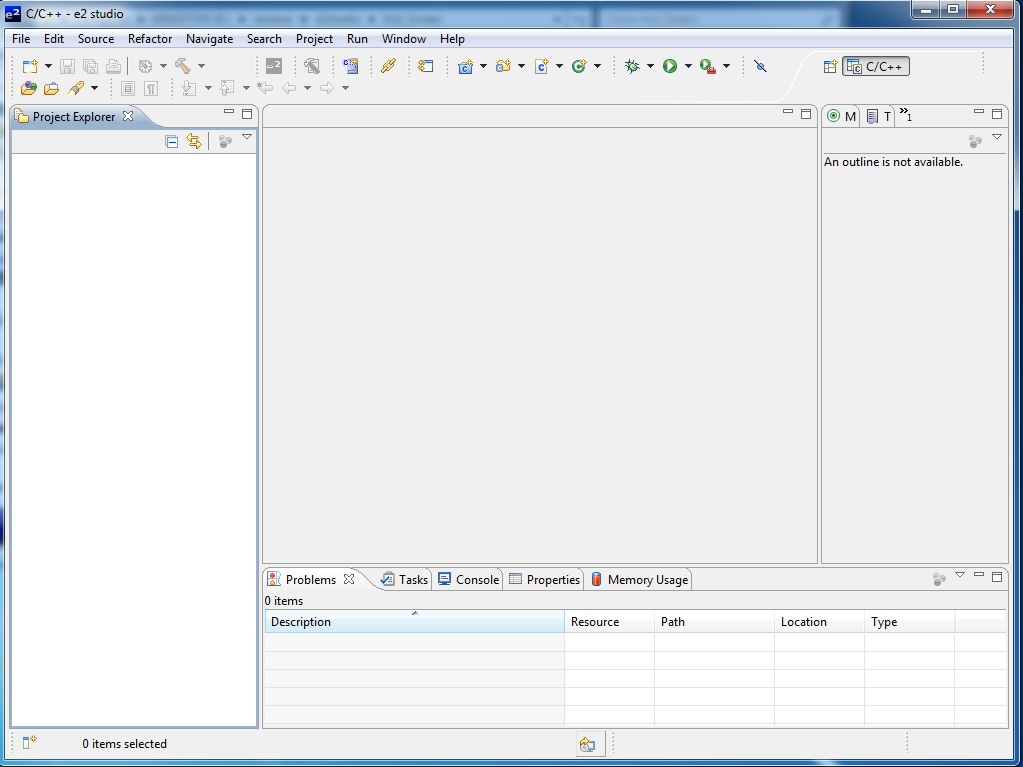 e2 C/C++ - e2 studio
File Edit Source Refactor Navigate Search Project Run Window Help
C/C++
Project Explorer
M T »1
An outline is not available.
Problems Tasks Console Properties Memory Usage
0 items
Description Resource Path Location Type
0 items selected